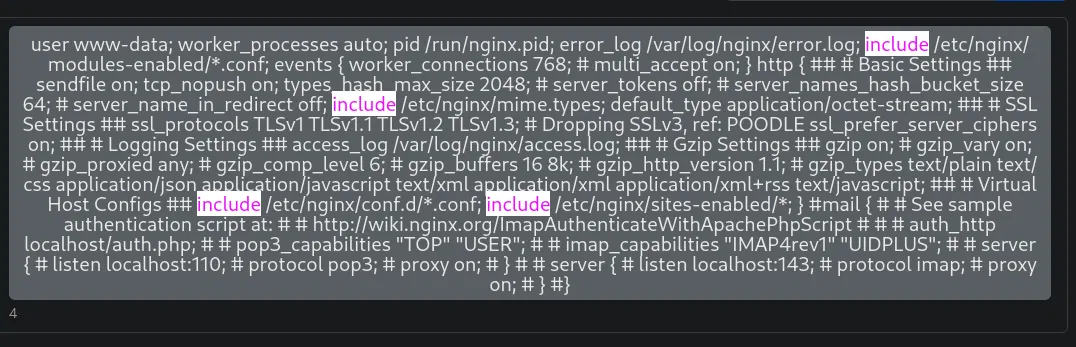 user www-data; worker_processes auto; pid /run/nginx.pid; error_log /var/log/nginx/error.log; include /etc/nginx/
modules-enabled/*.conf; events { worker_connections 768; # multi_accept on; } http { ## # Basic Settings ##
sendfile on; tcp_nopush on; types_hash_max_size 2048; # server_tokens off; # server_names_hash_bucket_size
64; # server_name_in_redirect off; include /etc/nginx/mime.types; default_type application/octet-stream; ## # SSL
Settings ## ssl_protocols TLSv1 TLSv1.1 TLSv1.2 TLSv1.3; # Dropping SSLv3, ref: POODLE ssl_prefer_server_ciphers
on; ## # Logging Settings ## access_log /var/log/nginx/access.log; ## # Gzip Settings ## gzip on; # gzip_vary on;
# gzip_proxied any; # gzip_comp_level 6; # gzip_buffers 16 8k; # gzip_http_version 1.1; # gzip_types text/plain text/
css application/json application/javascript text/xml application/xml application/xml+rss text/javascript; ## # Virtual
Host Configs ## include /etc/nginx/conf.d/*.conf; include /etc/nginx/sites-enabled/*; } #mail { # # See sample
authentication script at: # # http://wiki.nginx.org/ImapAuthenticateWithApachePhpScript # # # auth_http
localhost/auth.php; # # pop3_capabilities "TOP" "USER"; # # imap_capabilities "IMAP4rev1" "UIDPLUS"; # # server
{ # listen localhost:110; # protocol pop3; # proxy on; # } # # server { # listen localhost:143; # protocol imap; # proxy
on; # } #}
4